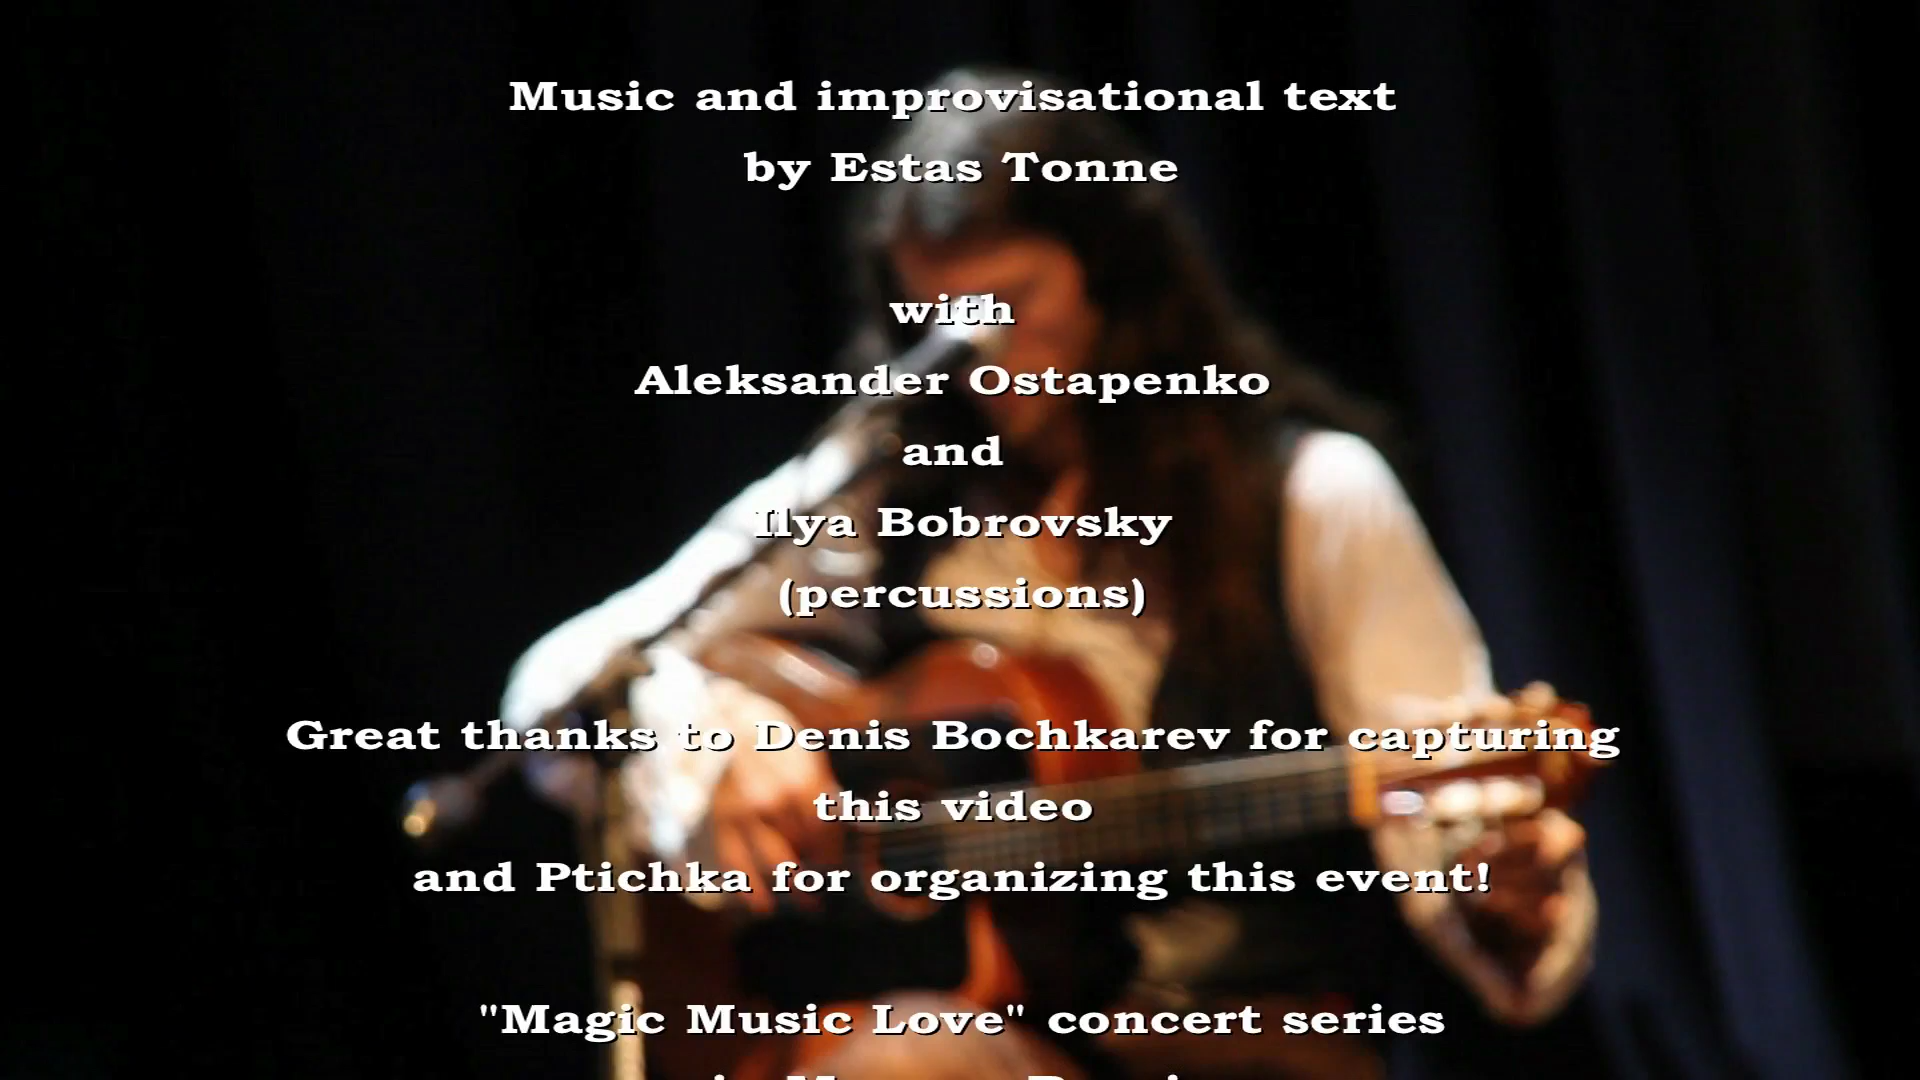 Music and improvisational text
by Estas Tonne
with
Aleksander Ostapenko
and
Ilya Bobrovsky
(percussions)
Great thanks to Denis Bochkarev for capturing
this video
and Ptichka for organizing this event!
"Magic Music Love" concert series